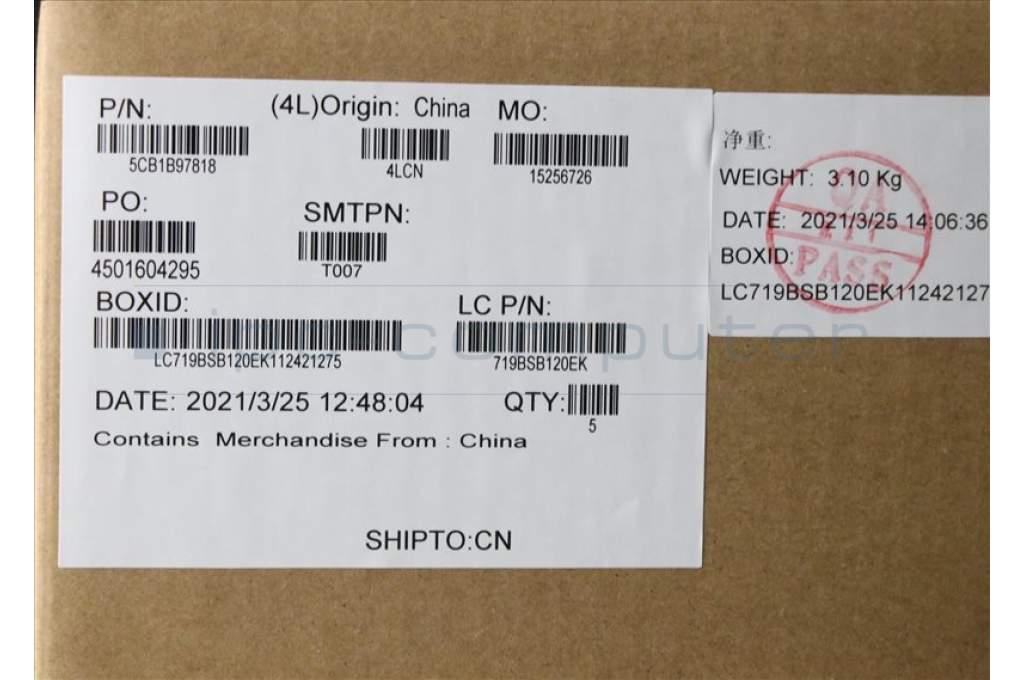 P/N: (4L)Origin: China MO:
5CB1B97818 4LCN 15256726
PO: SMTPN:
4501604295 T007
BOXID: LC P/N:
LC719BSB120EK112421275 719BSB120EK
DATE: 2021/3/25 12:48:04 QTY:
5
Contains Merchandise From : China
SHIPTO:CN
净重:
WEIGHT: 3.10 Kg
DATE: 2021/3/25 14:06:36
BOXID:
LC719BSB120EK11242127
QA
PASS
computer